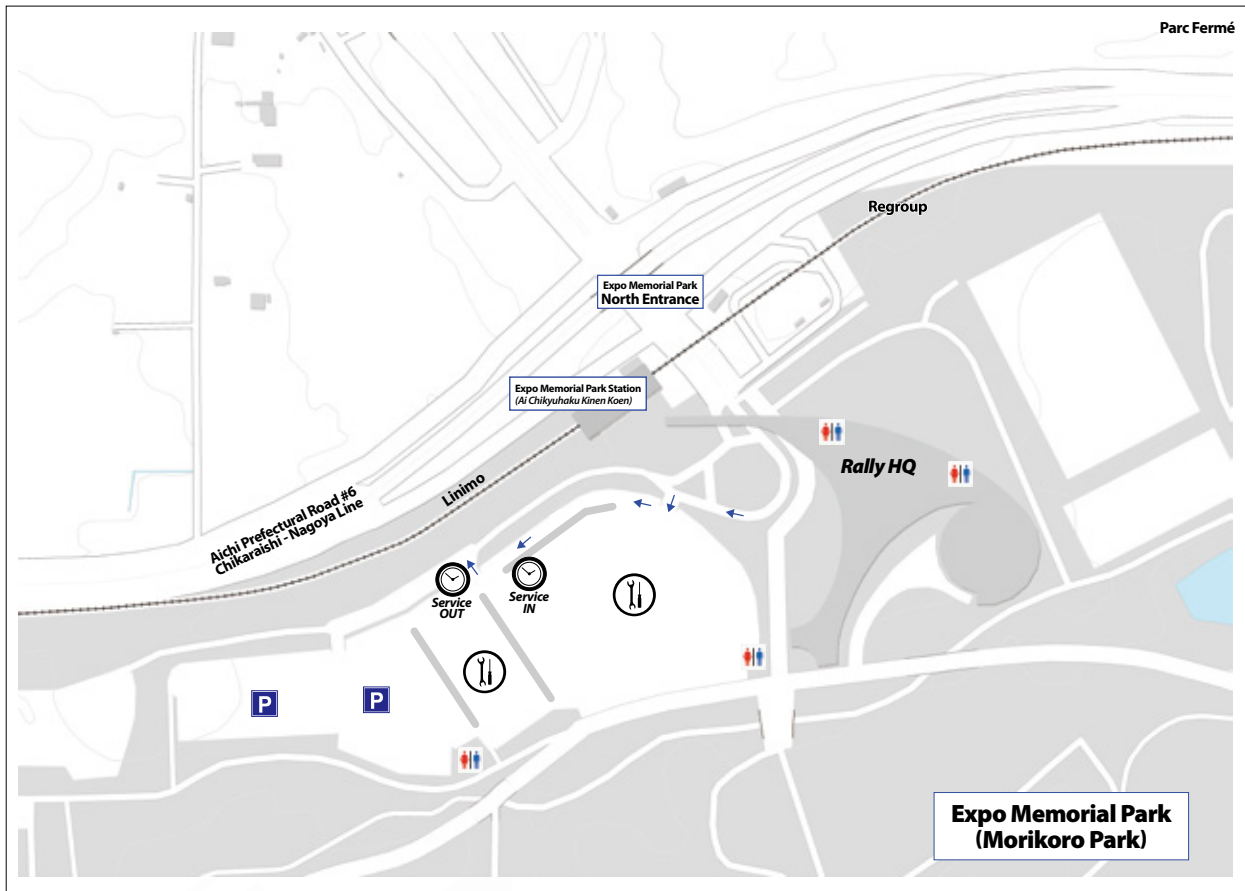 Parc Fermé
Regroup
Expo Memorial Park
North Entrance
Expo Memorial Park Station
(Ai Chikyuhaku Kinen Koen)
Rally HQ
Linimo
Aichi Prefectural Road #6
Chikaraishi - Nagoya Line
Service
OUT
Service
IN
P
P
Expo Memorial Park
(Morikoro Park)